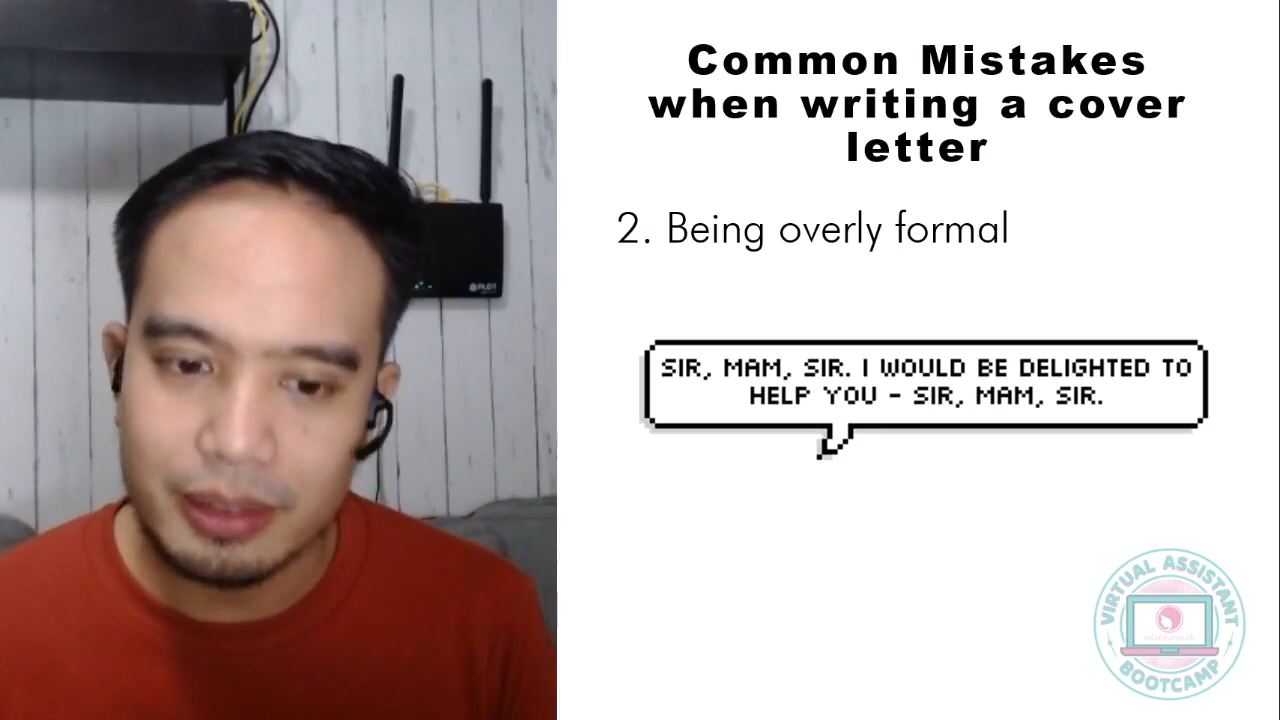 Common Mistakes
when writing a cover
letter
2. Being overly formal
SIR, MAM, SIR. I WOULD BE DELIGHTED TO
HELP YOU - SIR, MAM, SIR.
PLDT
VIRTUAL ASSISTANT
BOOTCAMP